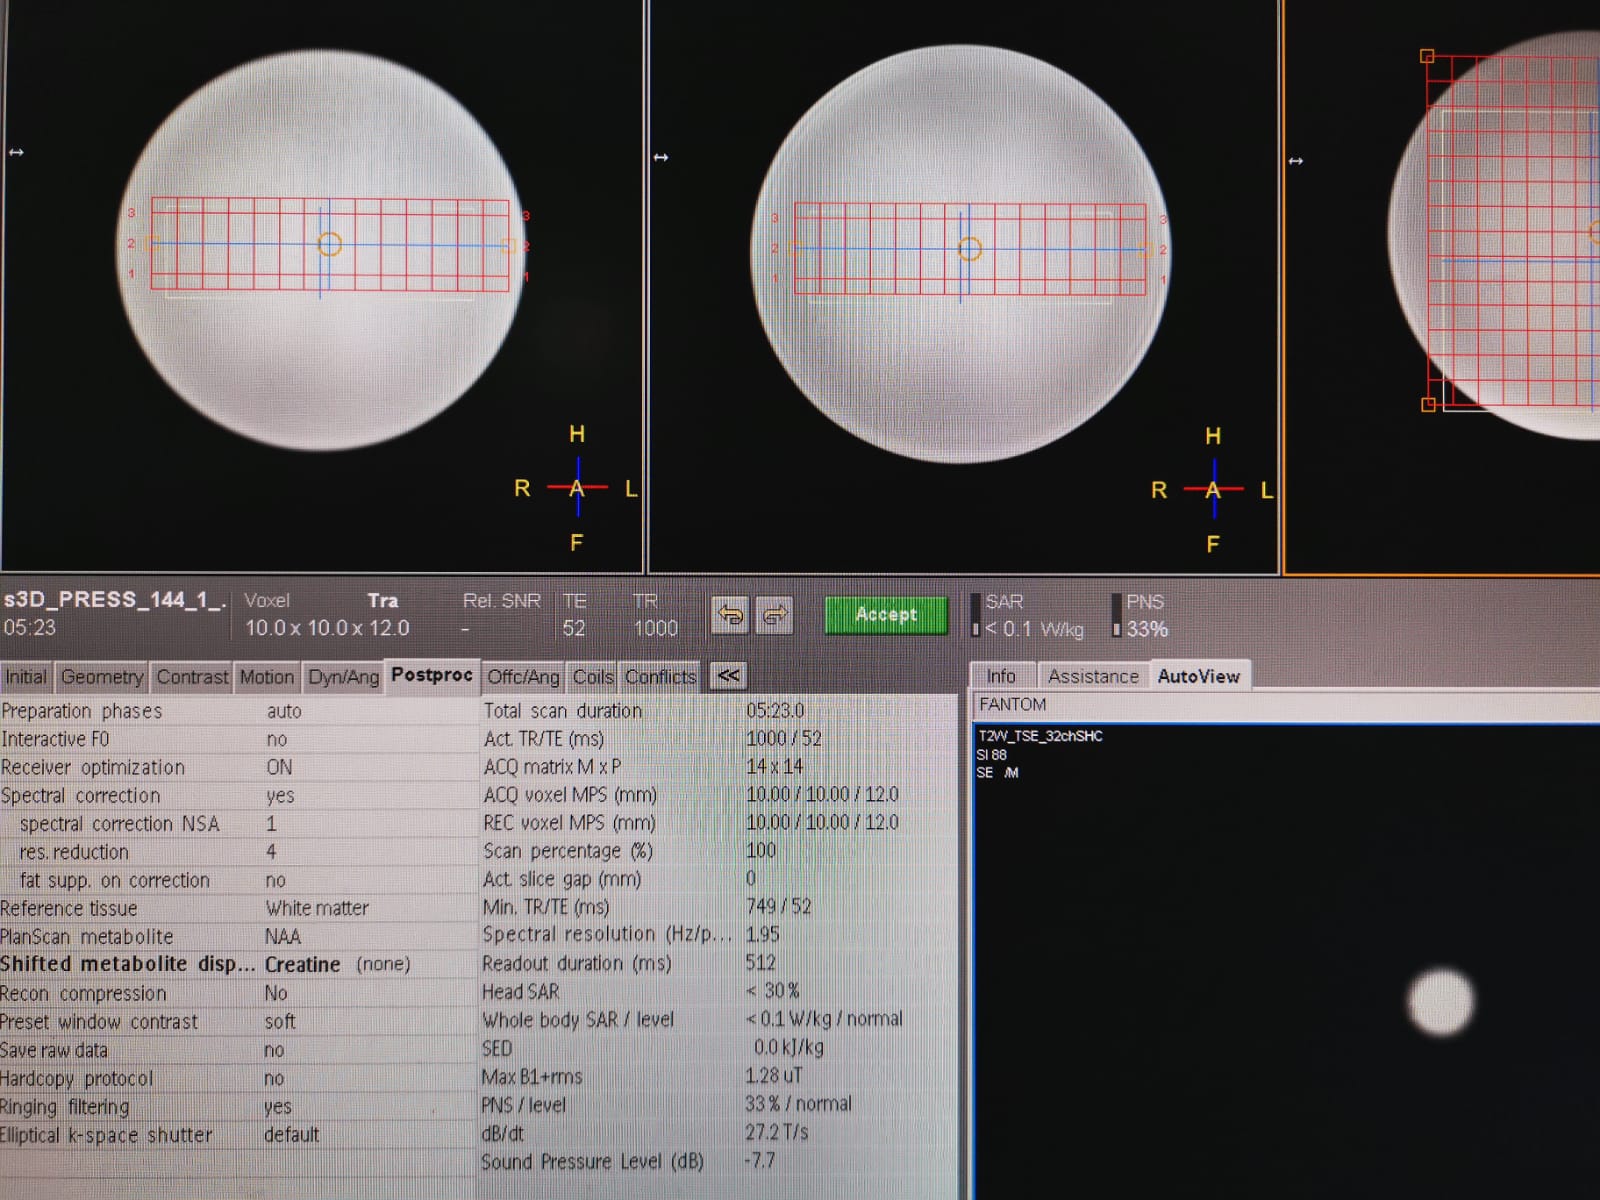 3
3
2
2
1
1
3
3
2
2
1
1
H
R A L
F
H
R A L
F
s3D_PRESS_144_1_.
05:23
Voxel Tra
10.0 x 10.0 x 12.0
Rel. SNR
-
TE
52
TR
1000
Accept
SAR
< 0.1 W/kg
PNS
33%
Initial Geometry Contrast Motion Dyn/Ang Postproc Offc/Ang Coils Conflicts <<
Preparation phases auto
Interactive F0 no
Receiver optimization ON
Spectral correction yes
spectral correction NSA 1
res. reduction 4
fat supp. on correction no
Reference tissue White matter
PlanScan metabolite NAA
Shifted metabolite disp... Creatine (none)
Recon compression No
Preset window contrast soft
Save raw data no
Hardcopy protocol no
Ringing filtering yes
Elliptical k-space shutter default
Total scan duration 05:23.0
Act. TR/TE (ms) 1000 / 52
ACQ matrix M x P 14 x 14
ACQ voxel MPS (mm) 10.00 / 10.00 / 12.0
REC voxel MPS (mm) 10.00 / 10.00 / 12.0
Scan percentage (%) 100
Act. slice gap (mm) 0
Min. TR/TE (ms) 749 / 52
Spectral resolution (Hz/p... 1.95
Readout duration (ms) 512
Head SAR < 30 %
Whole body SAR / level < 0.1 W/kg / normal
SED 0.0 kJ/kg
Max B1+rms 1.28 uT
PNS / level 33 % / normal
dB/dt 27.2 T/s
Sound Pressure Level (dB) -7.7
Info Assistance AutoView
FANTOM
T2W_TSE_32chSHC
SI 88
SE /M